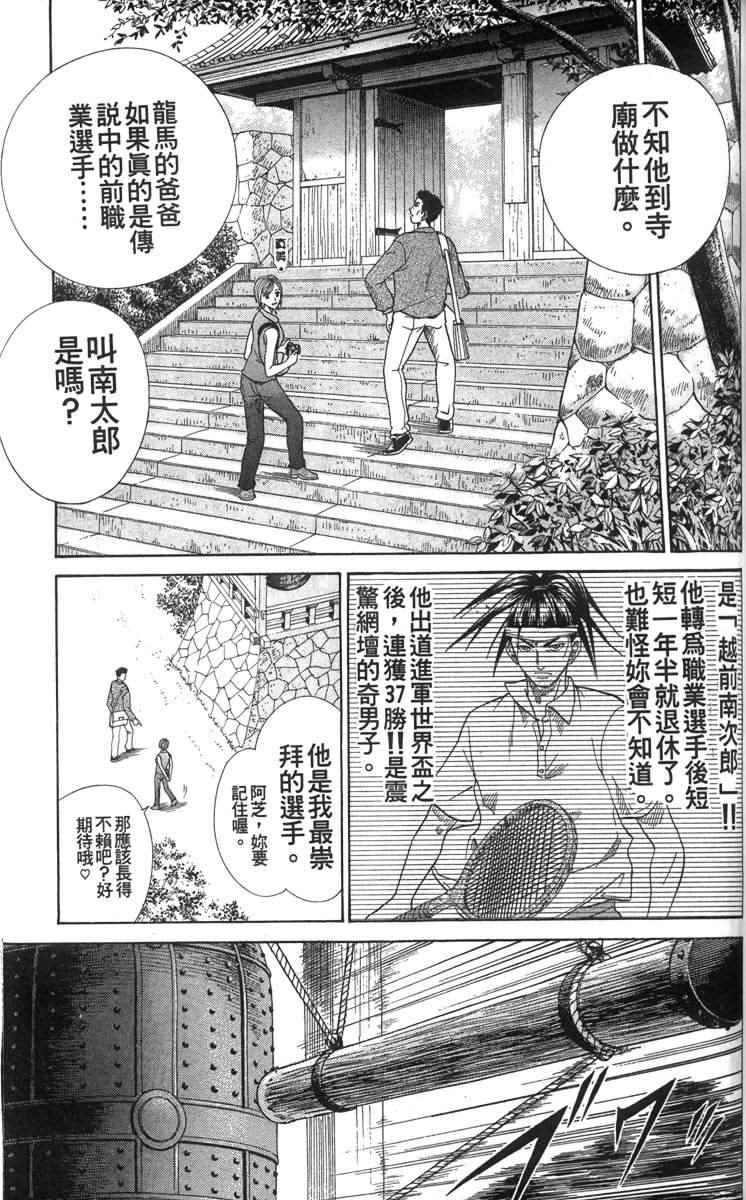 不知他到寺
廟做什麼。
龍馬的爸爸
如果真的是傳
說中的前職
業選手⋯⋯
叫南太郎
是嗎？
是「越前南次郎」!!
他轉為職業選手後短
短一年半就退休了。
也難怪妳會不知道。
他出道進軍世界盃之
後，連獲37勝!!是震
驚網壇的奇男子。
他是我最崇
拜的選手。
阿芝，妳要
記住喔。
那應該長得
不賴吧？好
期待哦♡
ゴゴゴ